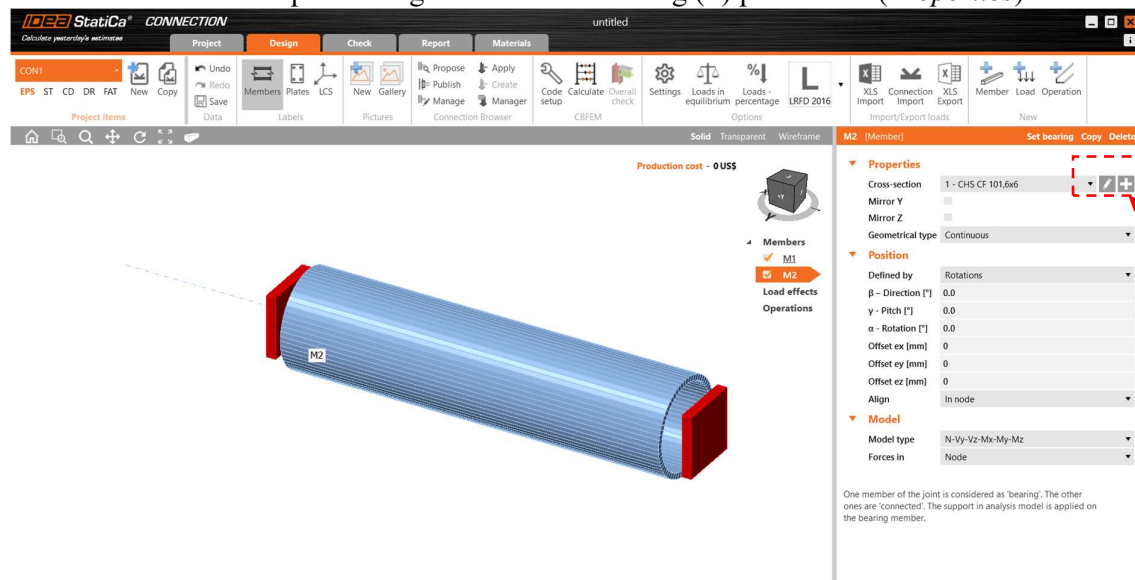 IDEA StatiCa® CONNECTION
untitled
Calculate yesterday's estimates
Project Design Check Report Materials
CON1
EPS ST CD DR FAT
New Copy
Undo
Redo
Save
Members Plates LCS
New Gallery
Propose Apply
Publish Create
Manage Manager
Code setup Calculate Overall check
Settings Loads in equilibrium Loads - percentage LRFD 2016
XLS Import Connection Import XLS Export
Member Load Operation
Project items Data Labels Pictures Connection Browser CBFEM Options Import/Export loads New
Solid Transparent Wireframe
M2 [Member] Set bearing Copy Delete
Production cost - 0 US$
Members
M1
M2
Load effects
Operations
M2
Properties
Cross-section 1 - CHS CF 101,6x6
Mirror Y
Mirror Z
Geometrical type Continuous
Position
Defined by Rotations
β – Direction [°] 0.0
γ - Pitch [°] 0.0
α - Rotation [°] 0.0
Offset ex [mm] 0
Offset ey [mm] 0
Offset ez [mm] 0
Align In node
Model
Model type N-Vy-Vz-Mx-My-Mz
Forces in Node
One member of the joint is considered as 'bearing'. The other
ones are 'connected'. The support in analysis model is applied on
the bearing member.